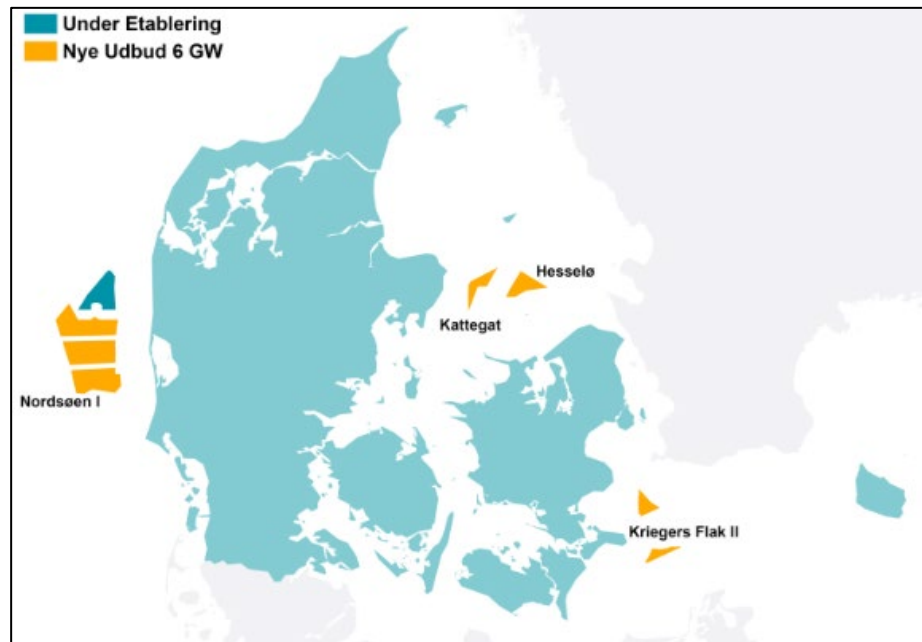 Under Etablering
Nye Udbud 6 GW
Hesselø
Kattegat
Nordsøen I
Kriegers Flak II